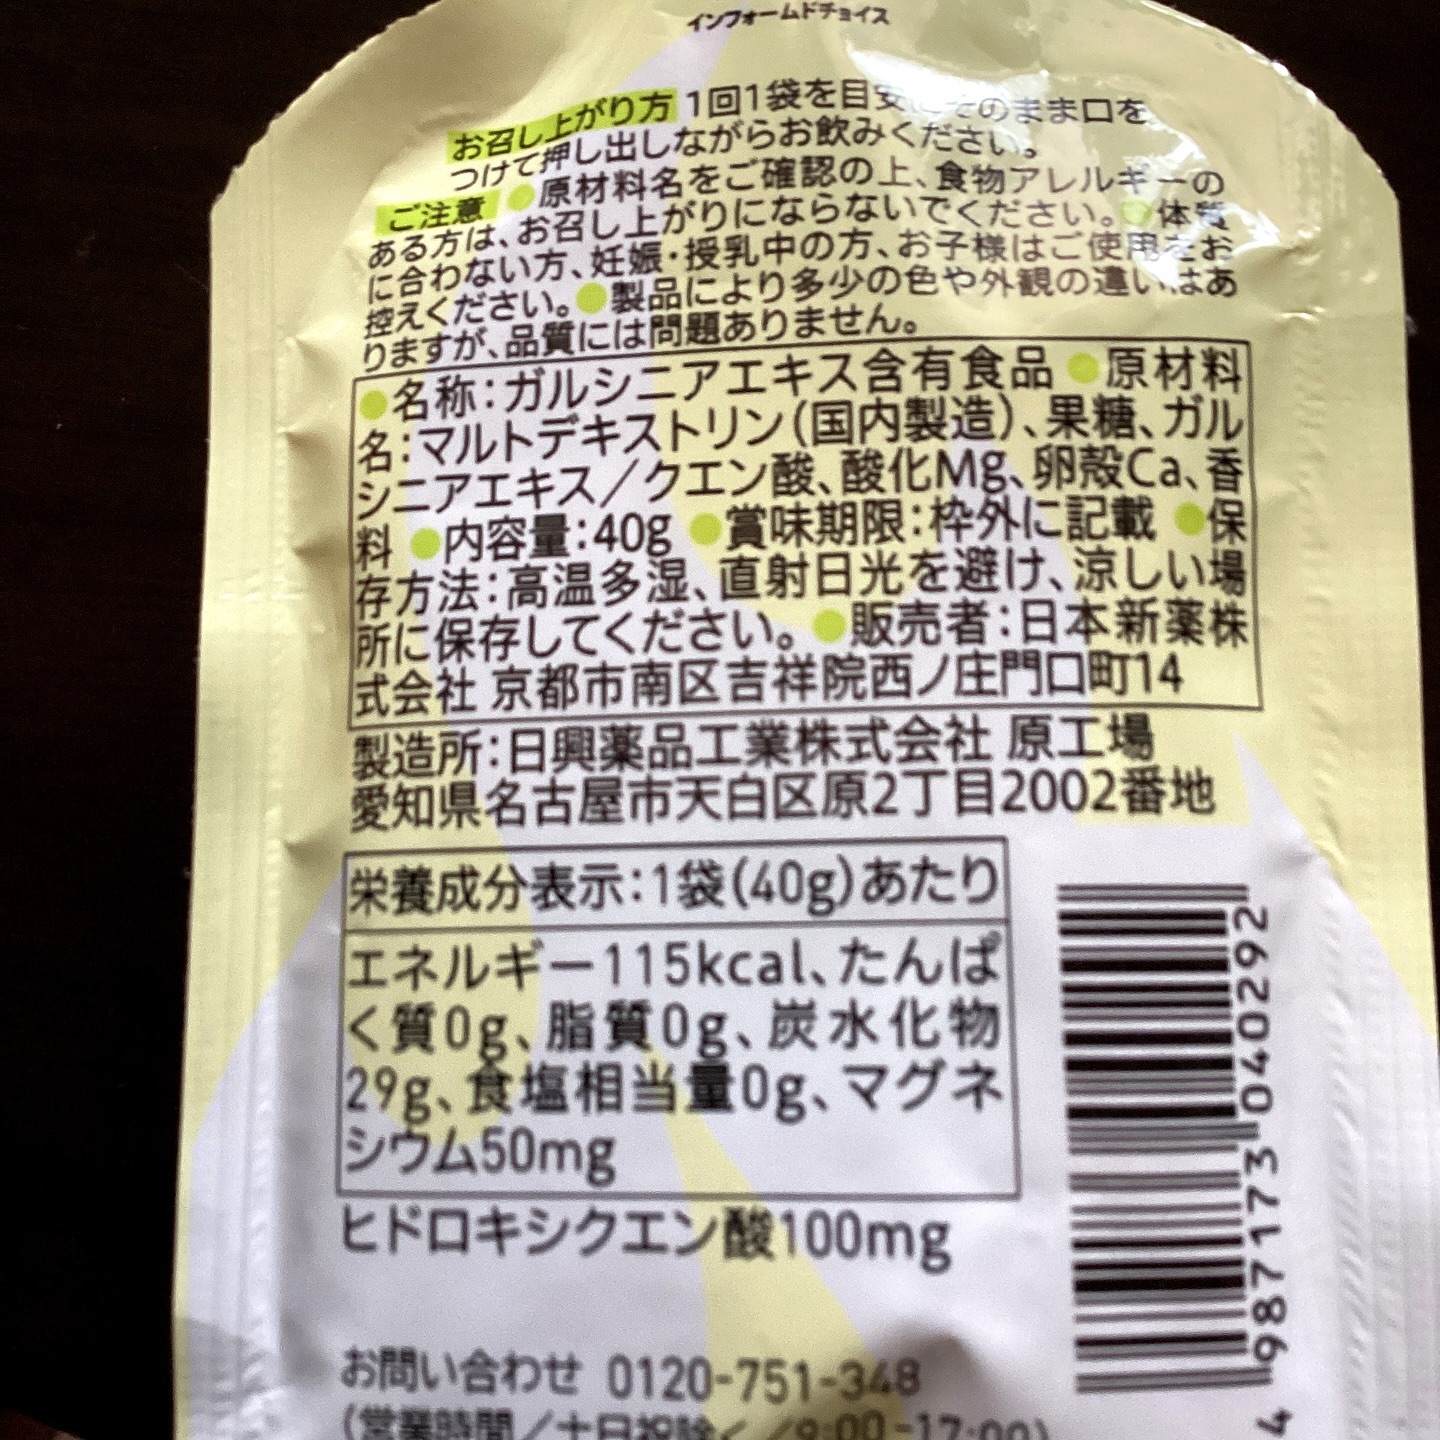 インフォームドチョイス
お召し上がり方 1回1袋を目安にそのまま口を
つけて押し出しながらお飲みください。
ご注意 ●原材料名をご確認の上、食物アレルギーの
ある方は、お召し上がりにならないでください。●体質
に合わない方、妊娠・授乳中の方、お子様はご使用をお
控えください。●製品により多少の色や外観の違いはあ
りますが、品質には問題ありません。
●名称：ガルシニアエキス含有食品 ●原材料
名：マルトデキストリン（国内製造）、果糖、ガル
シニアエキス／クエン酸、酸化Mg、卵殻Ca、香
料 ●内容量：40g ●賞味期限：枠外に記載 ●保
存方法：高温多湿、直射日光を避け、涼しい場
所に保存してください。●販売者：日本新薬株
式会社 京都市南区吉祥院西ノ庄門口町14
製造所：日興薬品工業株式会社 原工場
愛知県名古屋市天白区原2丁目2002番地
栄養成分表示：1袋（40g）あたり
エネルギー115kcal、たんぱ
く質0g、脂質0g、炭水化物
29g、食塩相当量0g、マグネ
シウム50mg
ヒドロキシクエン酸100mg
4 987173 040292
お問い合わせ 0120-751-348
（営業時間／土日祝除く／9:00-17:00）